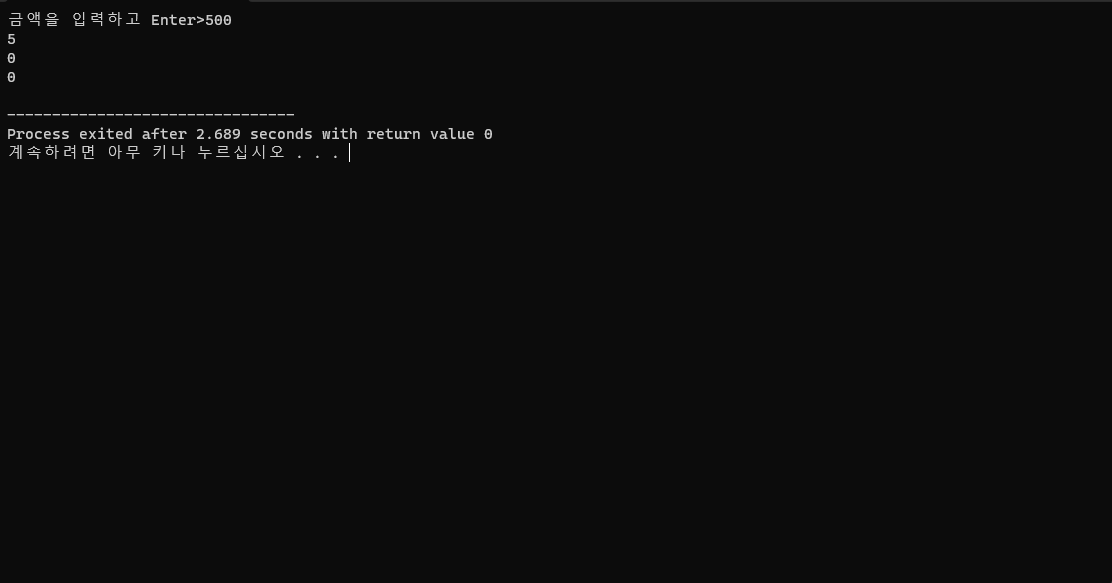 금액을 입력하고 Enter>500
5
0
0
--------------------------------
Process exited after 2.689 seconds with return value 0
계속하려면 아무 키나 누르십시오 . . .